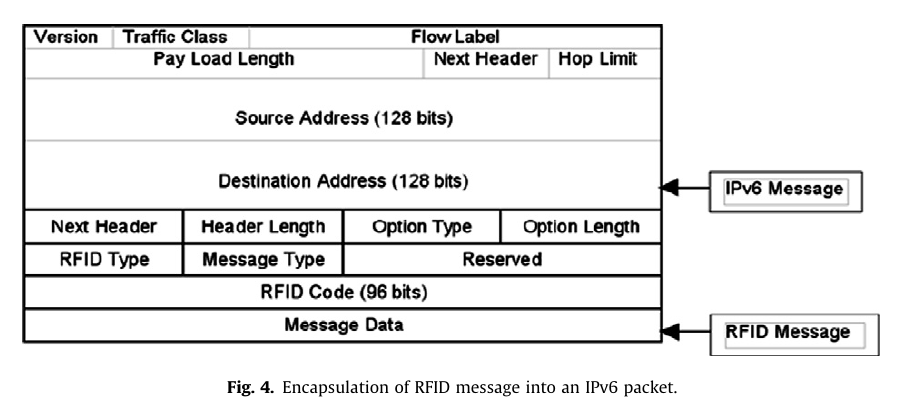 Version Traffic Class Flow Label
Pay Load Length Next Header Hop Limit
Source Address (128 bits)
Destination Address (128 bits)
IPv6 Message
Next Header Header Length Option Type Option Length
RFID Type Message Type Reserved
RFID Code (96 bits)
Message Data
RFID Message
Fig. 4. Encapsulation of RFID message into an IPv6 packet.